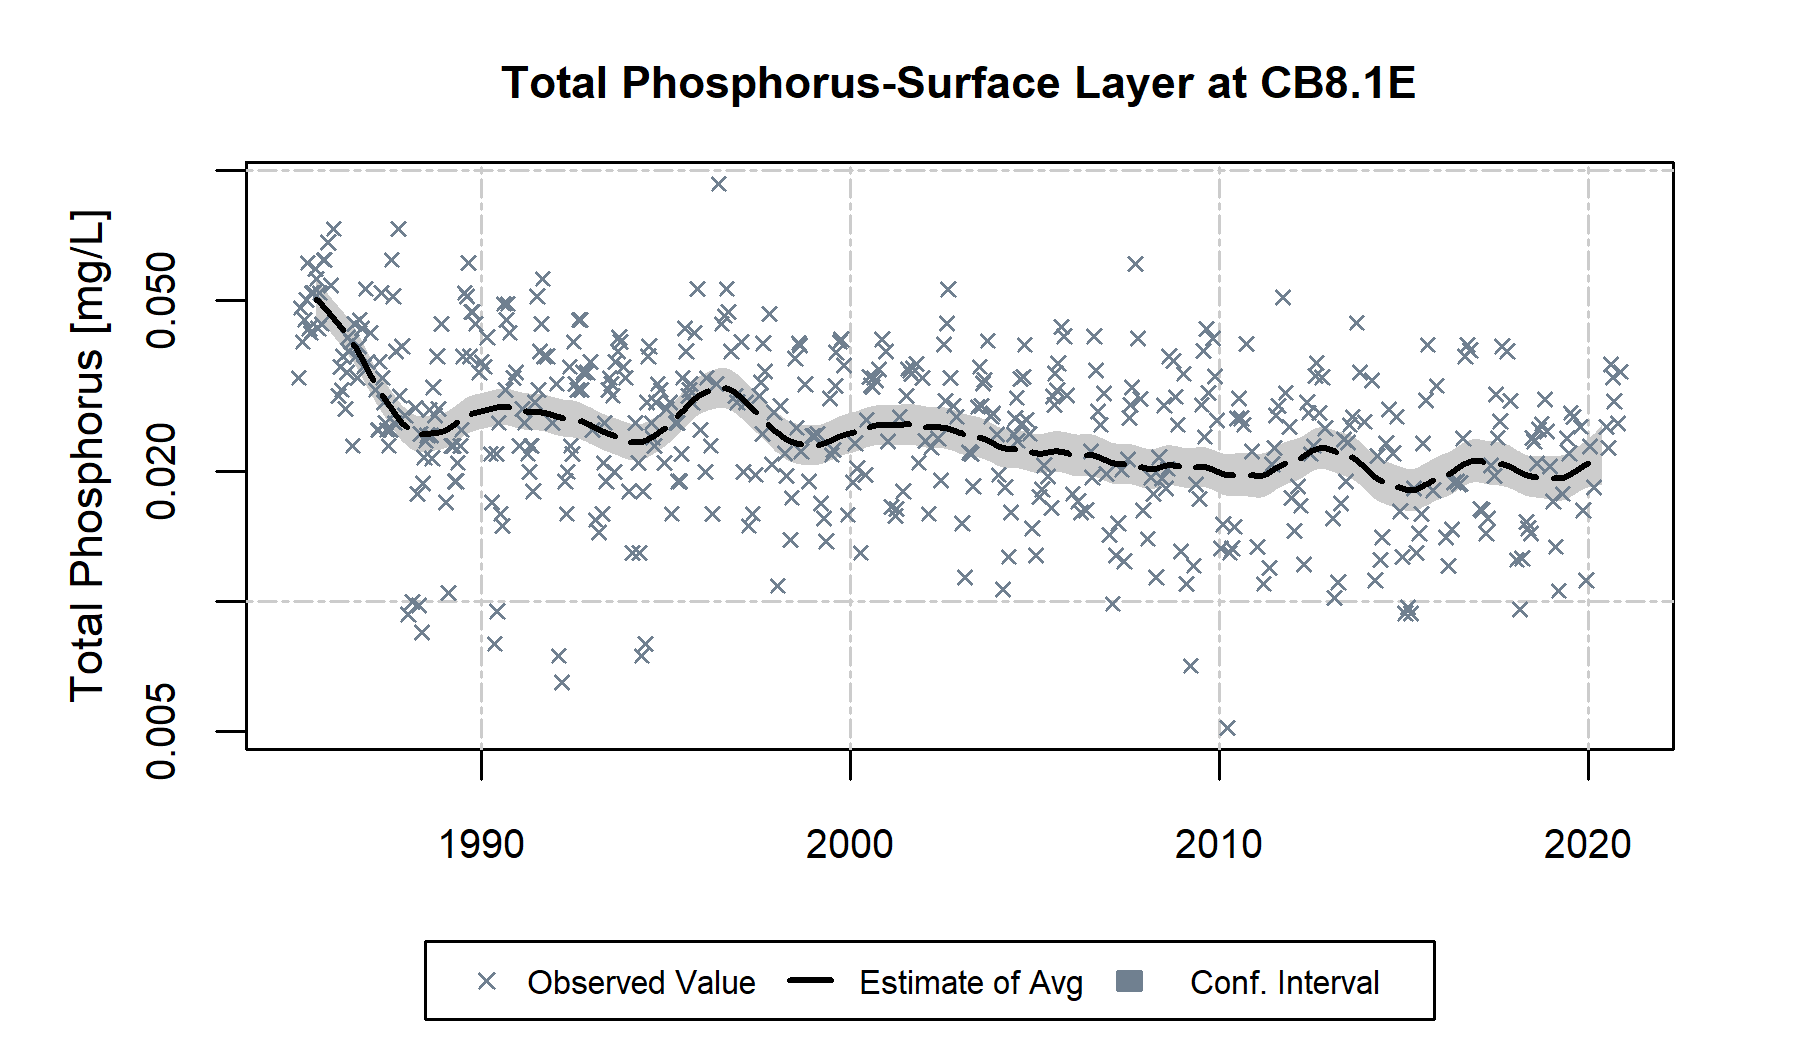 Total Phosphorus-Surface Layer at CB8.1E
Total Phosphorus [mg/L]
0.050
0.020
0.005
1990 2000 2010 2020
Observed Value Estimate of Avg Conf. Interval